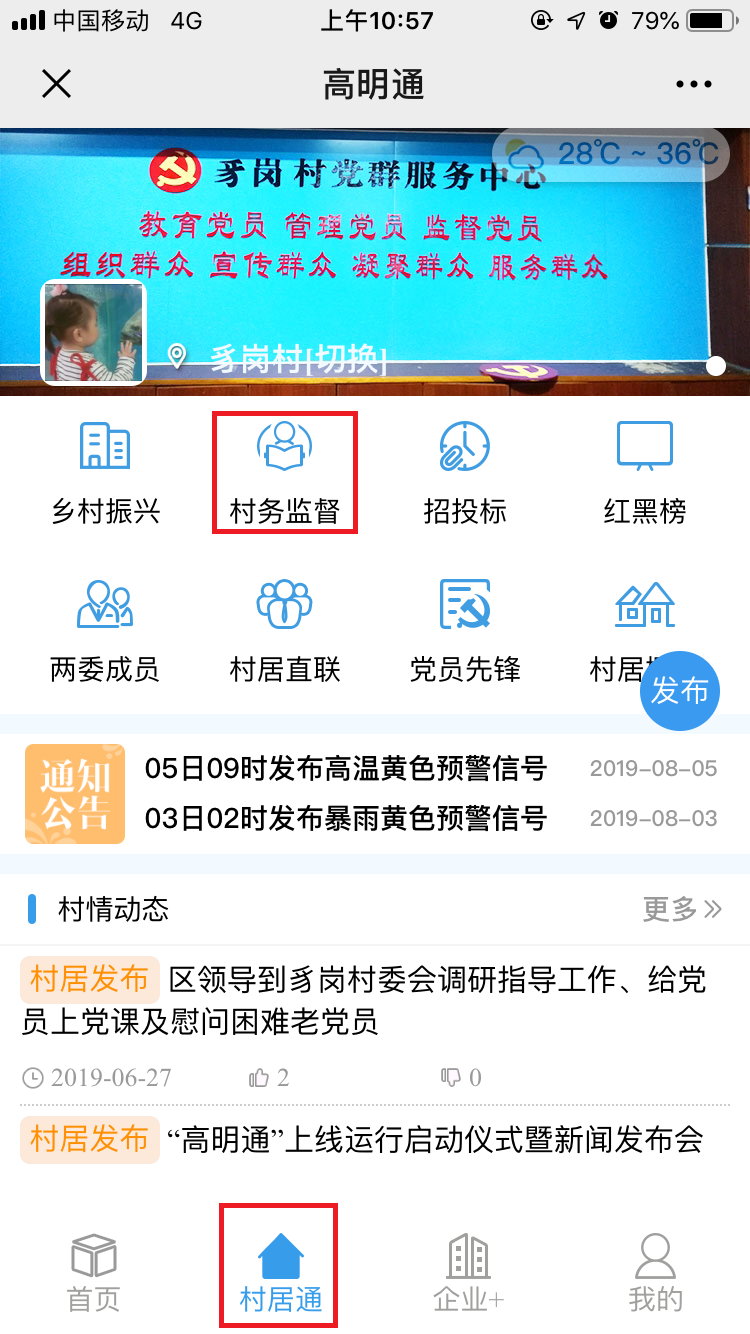 中国移动 4G 上午10:57 79%
高明通
28℃ ~ 36℃
豸岗村党群服务中心
教育党员 管理党员 监督党员
组织群众 宣传群众 凝聚群众 服务群众
豸岗村[切换]
乡村振兴 村务监督 招投标 红黑榜
两委成员 村居直联 党员先锋 村居
发布
通知公告
05日09时发布高温黄色预警信号 2019-08-05
03日02时发布暴雨黄色预警信号 2019-08-03
村情动态 更多
村居发布 区领导到豸岗村委会调研指导工作、给党
员上党课及慰问困难老党员
2019-06-27 2 0
村居发布 “高明通”上线运行启动仪式暨新闻发布会
首页 村居通 企业+ 我的